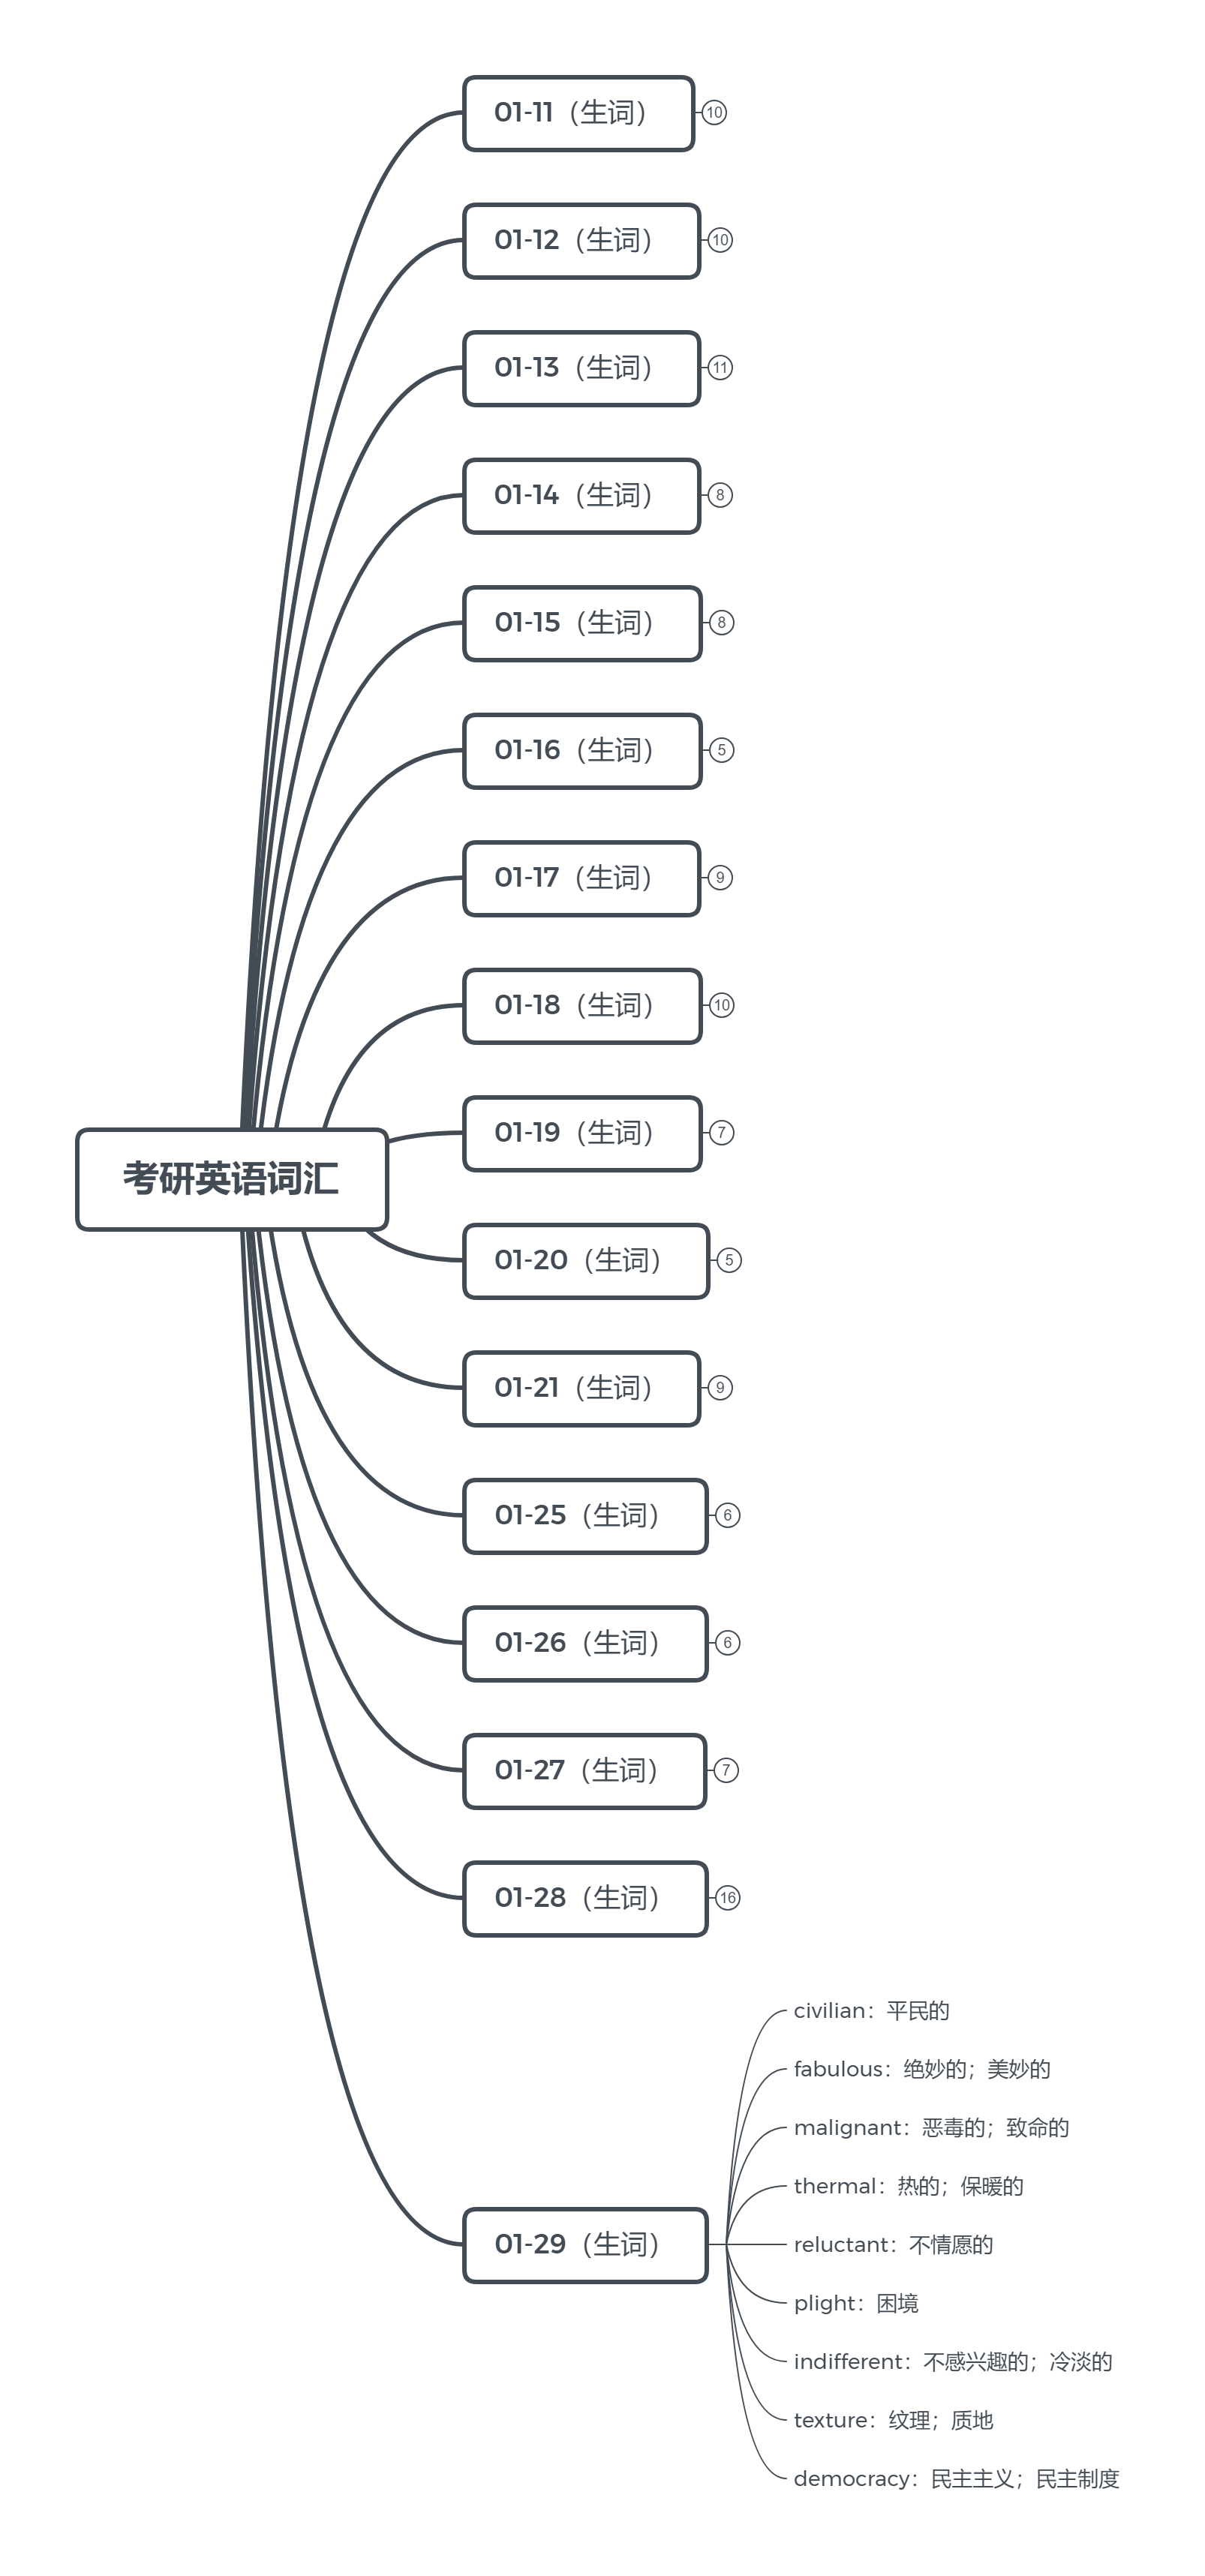 考研英语词汇
01-11（生词）
10
01-12（生词）
10
01-13（生词）
11
01-14（生词）
8
01-15（生词）
8
01-16（生词）
5
01-17（生词）
9
01-18（生词）
10
01-19（生词）
7
01-20（生词）
5
01-21（生词）
9
01-25（生词）
6
01-26（生词）
6
01-27（生词）
7
01-28（生词）
16
01-29（生词）
civilian：平民的
fabulous：绝妙的；美妙的
malignant：恶毒的；致命的
thermal：热的；保暖的
reluctant：不情愿的
plight：困境
indifferent：不感兴趣的；冷淡的
texture：纹理；质地
democracy：民主主义；民主制度